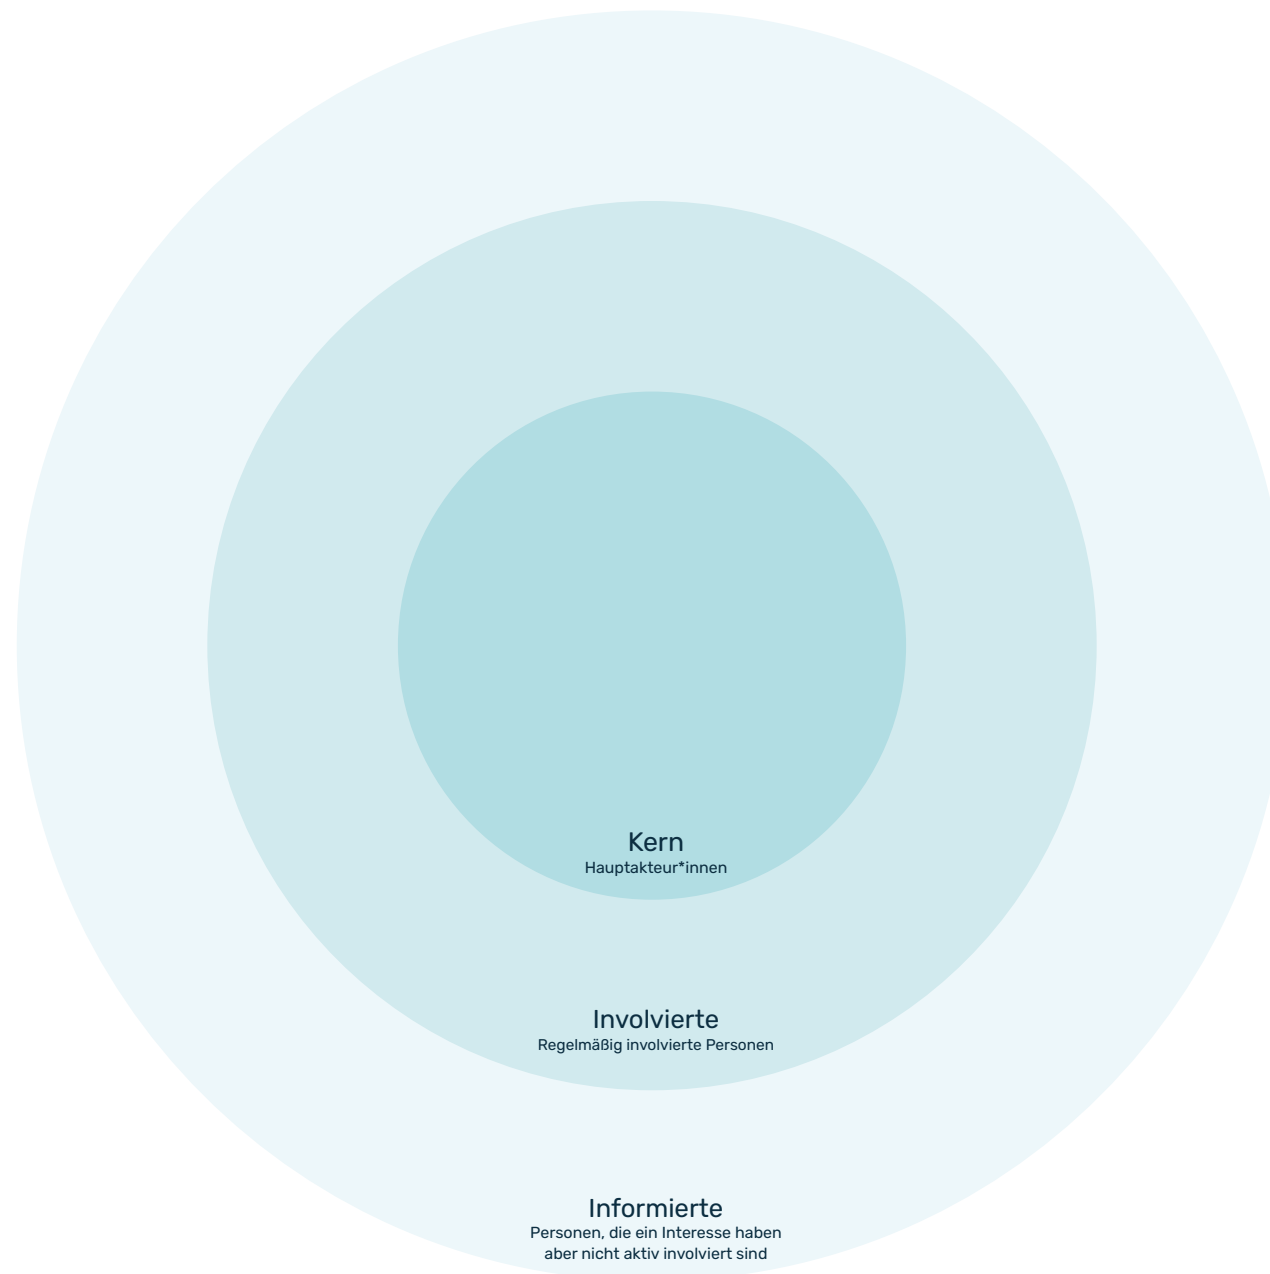 Kern
Hauptakteur*innen
Involvierte
Regelmäßig involvierte Personen
Informierte
Personen, die ein Interesse haben
aber nicht aktiv involviert sind